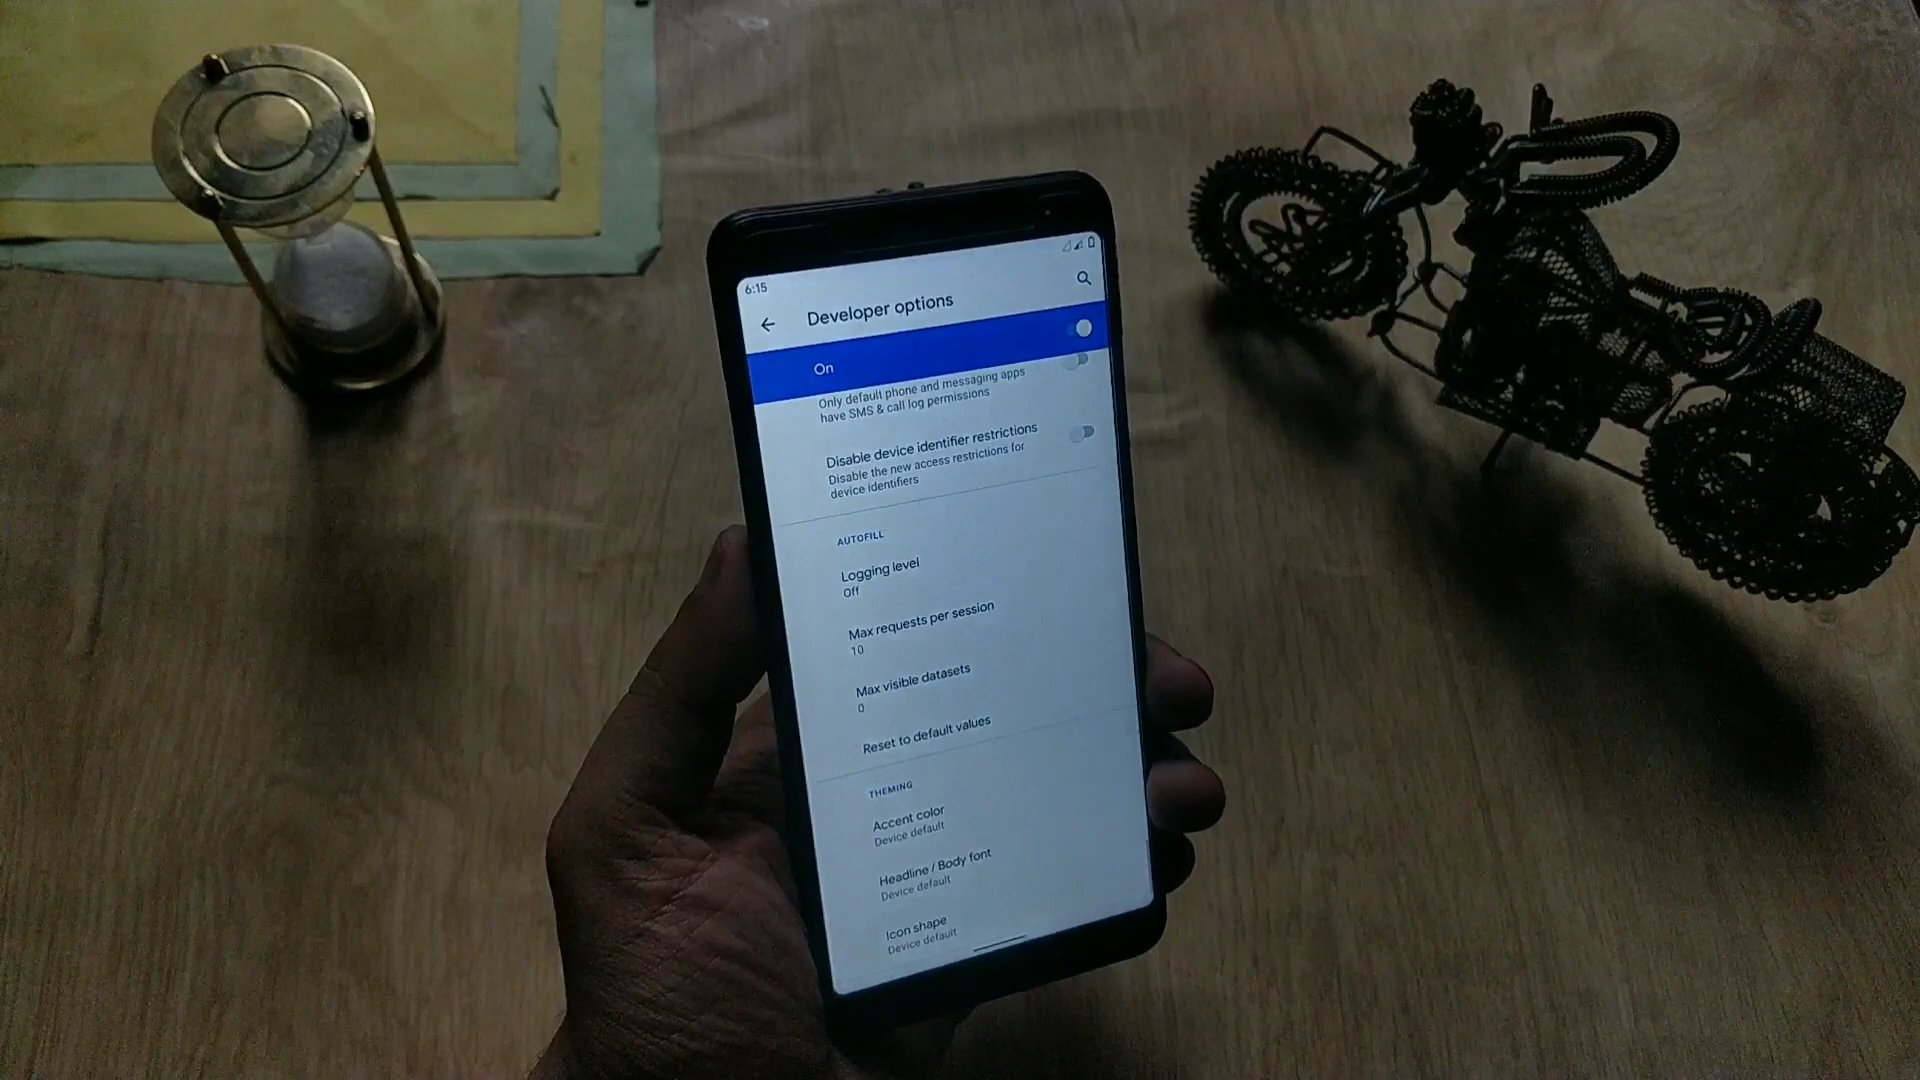 6:15
Developer options
On
Only default phone and messaging apps
have SMS & call log permissions
Disable device identifier restrictions
Disable the new access restrictions for
device identifiers
AUTOFILL
Logging level
Off
Max requests per session
10
Max visible datasets
0
Reset to default values
THEMING
Accent color
Device default
Headline / Body font
Device default
Icon shape
Device default